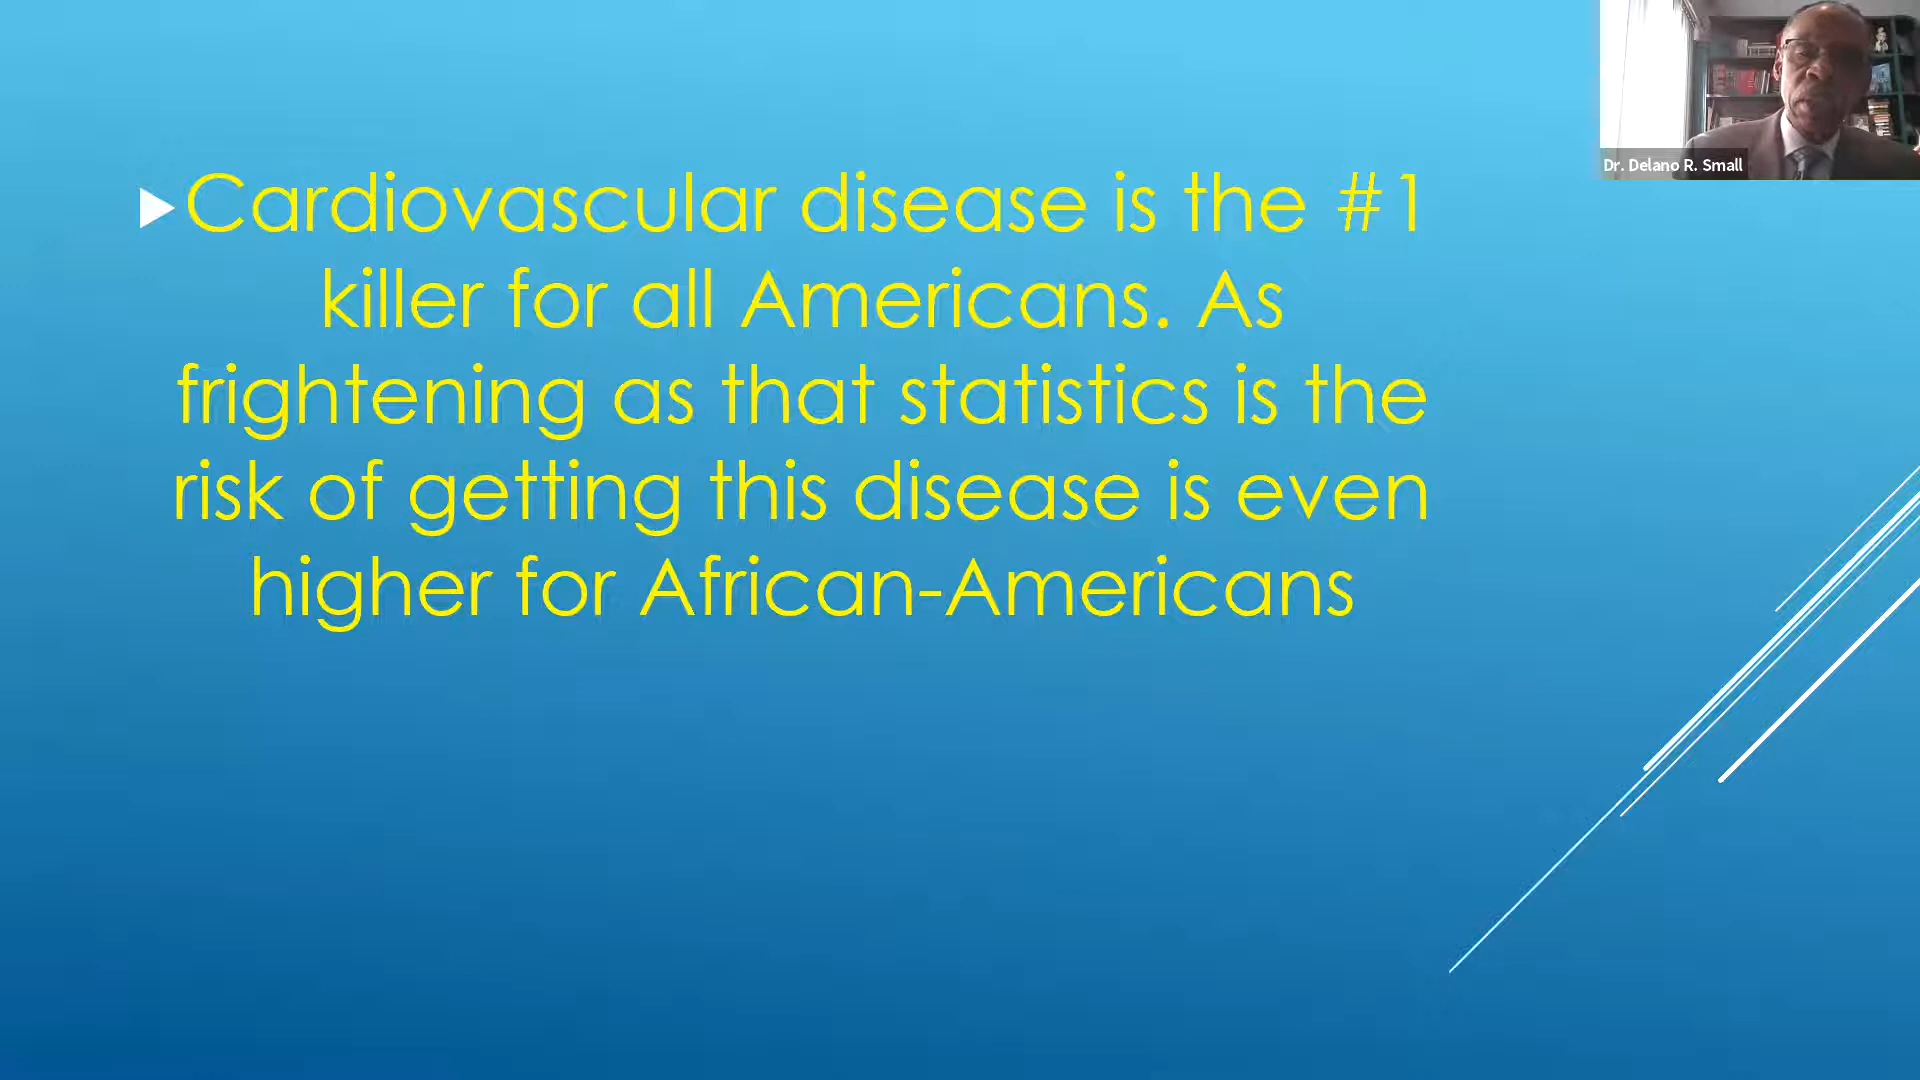 Cardiovascular disease is the #1
killer for all Americans. As
frightening as that statistics is the
risk of getting this disease is even
higher for African-Americans
Dr. Delano R. Small